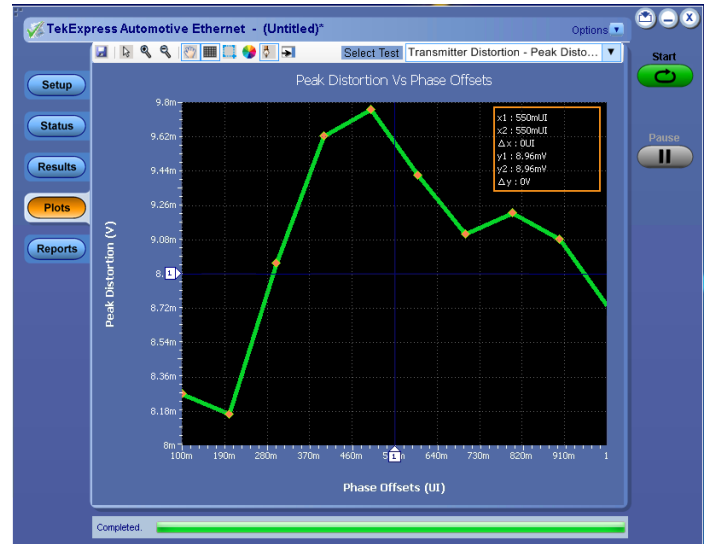 TekExpress Automotive Ethernet - (Untitled)*
Options
Select Test
Transmitter Distortion - Peak Disto...
Start
Setup
Status
Results
Plots
Reports
Pause
Peak Distortion Vs Phase Offsets
x1 : 550mUI
x2 : 550mUI
Δx : 0UI
y1 : 8.96mV
y2 : 8.96mV
Δy : 0V
Peak Distortion (V)
9.8m
9.62m
9.44m
9.26m
9.08m
8.
1
8.72m
8.54m
8.36m
8.18m
8m
100m 190m 280m 370m 460m 5 1 640m 730m 820m 910m 1
Phase Offsets (UI)
Completed.